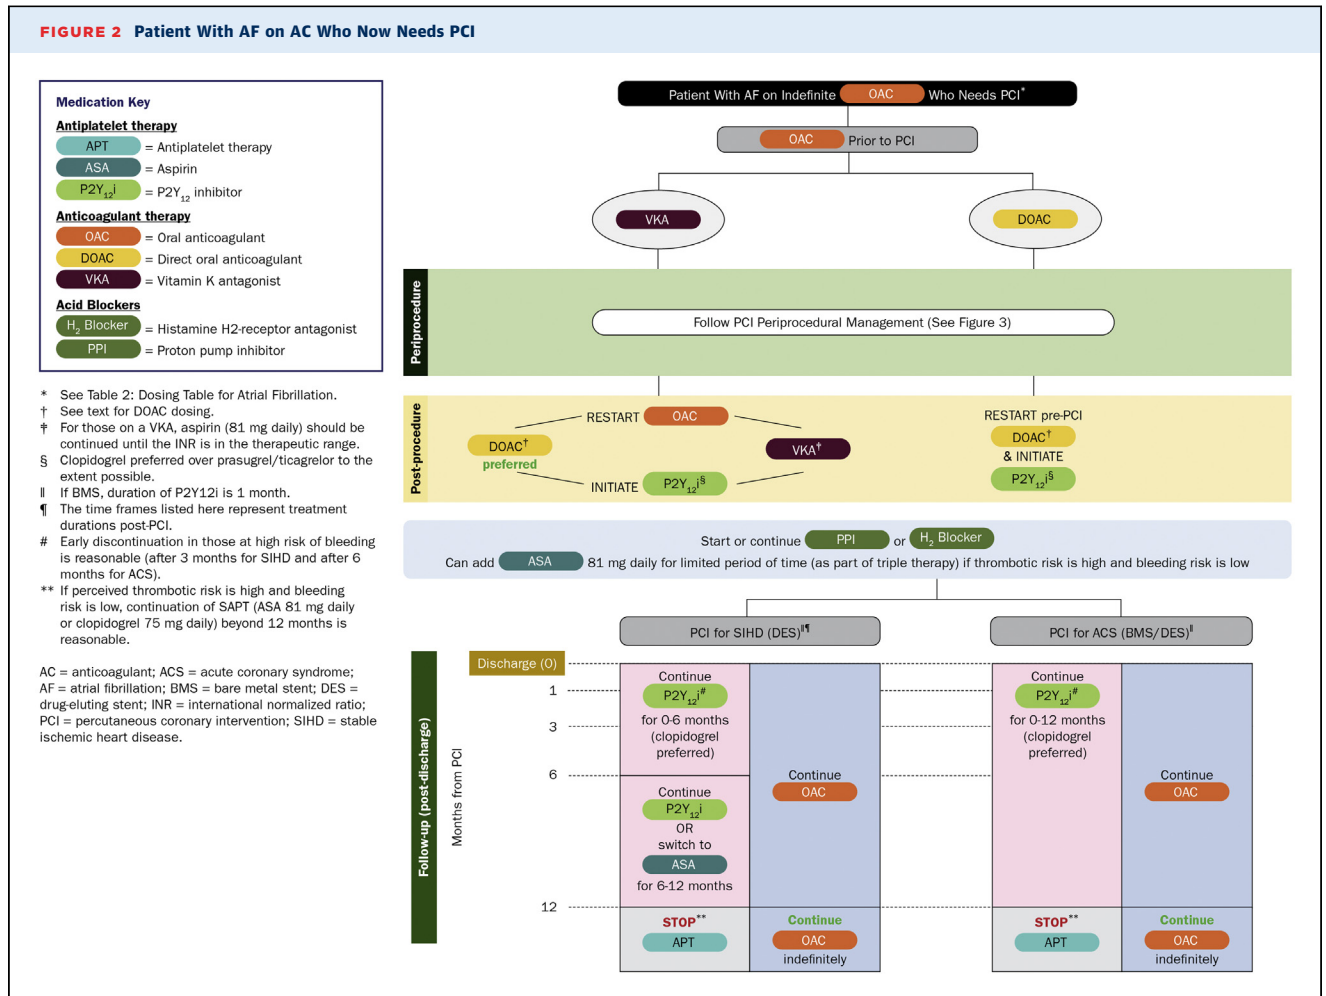 FIGURE 2 Patient With AF on AC Who Now Needs PCI
Medication Key
Antiplatelet therapy
APT = Antiplatelet therapy
ASA = Aspirin
P2Y12i = P2Y12 inhibitor
Anticoagulant therapy
OAC = Oral anticoagulant
DOAC = Direct oral anticoagulant
VKA = Vitamin K antagonist
Acid Blockers
H2 Blocker = Histamine H2-receptor antagonist
PPI = Proton pump inhibitor
* See Table 2: Dosing Table for Atrial Fibrillation.
† See text for DOAC dosing.
‡ For those on a VKA, aspirin (81 mg daily) should be
continued until the INR is in the therapeutic range.
§ Clopidogrel preferred over prasugrel/ticagrelor to the
extent possible.
‖ If BMS, duration of P2Y12i is 1 month.
¶ The time frames listed here represent treatment
durations post-PCI.
# Early discontinuation in those at high risk of bleeding
is reasonable (after 3 months for SIHD and after 6
months for ACS).
** If perceived thrombotic risk is high and bleeding
risk is low, continuation of SAPT (ASA 81 mg daily
or clopidogrel 75 mg daily) beyond 12 months is
reasonable.
AC = anticoagulant; ACS = acute coronary syndrome;
AF = atrial fibrillation; BMS = bare metal stent; DES =
drug-eluting stent; INR = international normalized ratio;
PCI = percutaneous coronary intervention; SIHD = stable
ischemic heart disease.
Patient With AF on Indefinite OAC Who Needs PCI*
OAC Prior to PCI
VKA
DOAC
Periprocedure
Follow PCI Periprocedural Management (See Figure 3)
Post-procedure
RESTART OAC
DOAC†
preferred
VKA‡
INITIATE P2Y12i§
RESTART pre-PCI
DOAC†
& INITIATE
P2Y12i§
Start or continue PPI or H2 Blocker
Can add ASA 81 mg daily for limited period of time (as part of triple therapy) if thrombotic risk is high and bleeding risk is low
PCI for SIHD (DES)‖¶
PCI for ACS (BMS/DES)‖
Follow-up (post-discharge)
Months from PCI
Discharge (0)
1
3
6
12
Continue
P2Y12i#
for 0-6 months
(clopidogrel
preferred)
Continue
P2Y12i
OR
switch to
ASA
for 6-12 months
STOP**
APT
Continue
OAC
Continue
OAC
indefinitely
Continue
P2Y12i#
for 0-12 months
(clopidogrel
preferred)
STOP**
APT
Continue
OAC
Continue
OAC
indefinitely